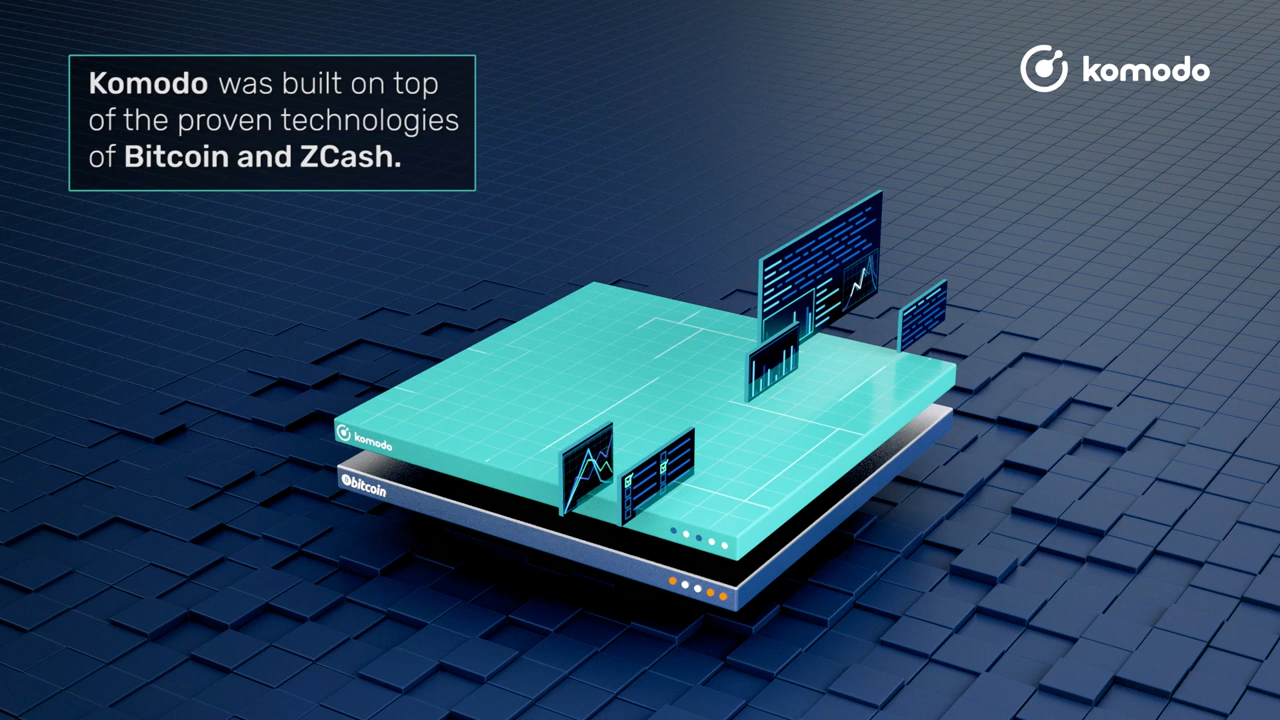 Komodo was built on top
of the proven technologies
of Bitcoin and ZCash.
komodo
komodo
bitcoin